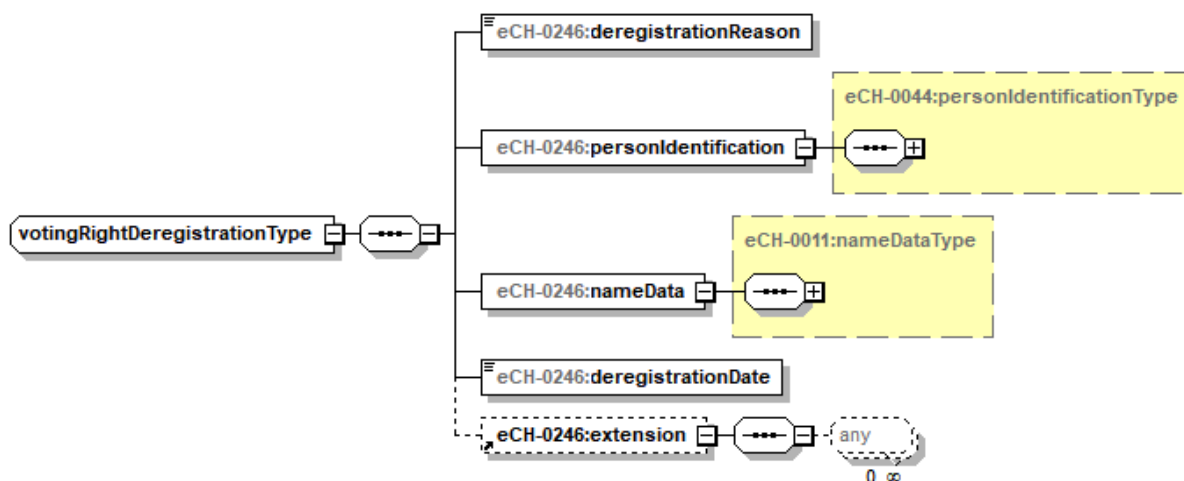 eCH-0246:deregistrationReason
eCH-0044:personIdentificationType
eCH-0246:personIdentification
votingRightDeregistrationType
eCH-0011:nameDataType
eCH-0246:nameData
eCH-0246:deregistrationDate
eCH-0246:extension
any
0 ∞